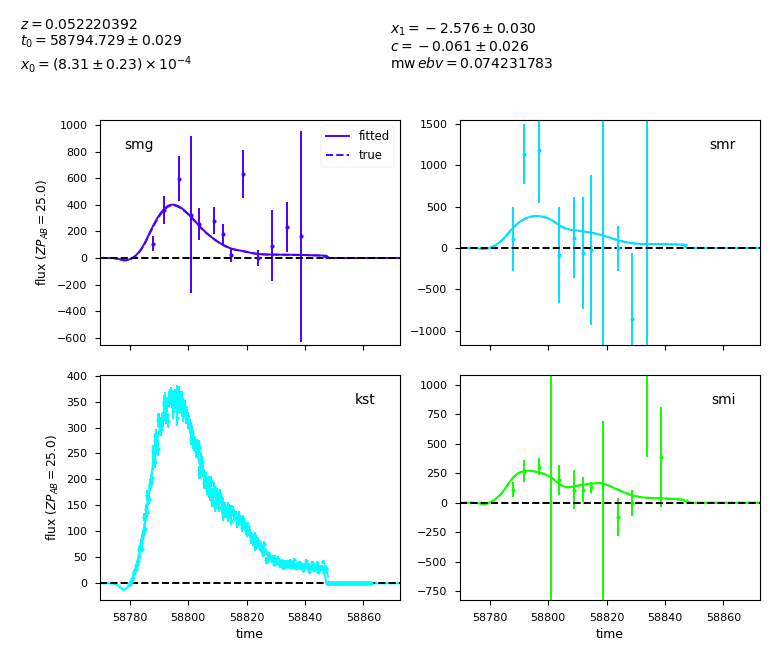 z = 0.052220392
t0 = 58794.729 ± 0.029
x0 = (8.31 ± 0.23) × 10^−4
x1 = −2.576 ± 0.030
c = −0.061 ± 0.026
mw ebv = 0.074231783
smg
fitted
true
1000
800
600
400
200
0
−200
−400
−600
flux (ZP_AB = 25.0)
smr
1500
1000
500
0
−500
−1000
kst
400
350
300
250
200
150
100
50
0
flux (ZP_AB = 25.0)
58780 58800 58820 58840 58860
time
smi
1000
750
500
250
0
−250
−500
−750
58780 58800 58820 58840 58860
time